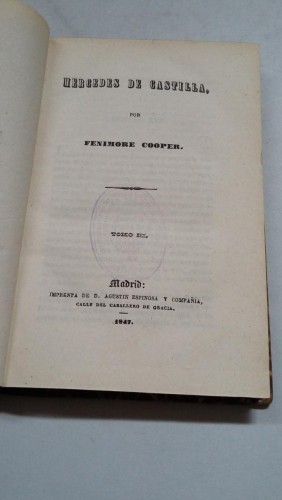 MERCEDES DE CASTILLA,
POR
FENIMORE COOPER.
TOMO III.
Madrid:
IMPRENTA DE D. AGUSTIN ESPINOSA Y COMPAÑIA,
CALLE DEL CABALLERO DE GRACIA.
1847.